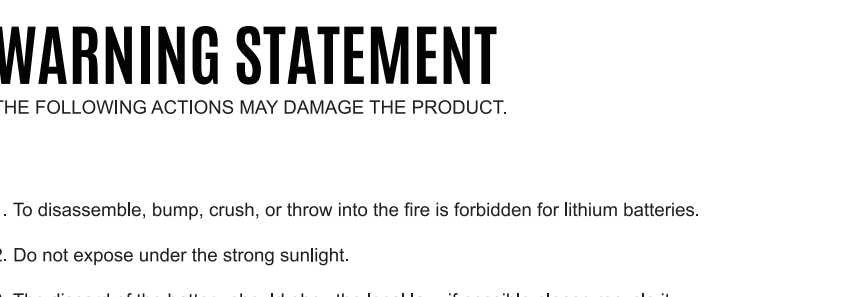 WARNING STATEMENT
THE FOLLOWING ACTIONS MAY DAMAGE THE PRODUCT.
. To disassemble, bump, crush, or throw into the fire is forbidden for lithium batteries.
2. Do not expose under the strong sunlight.